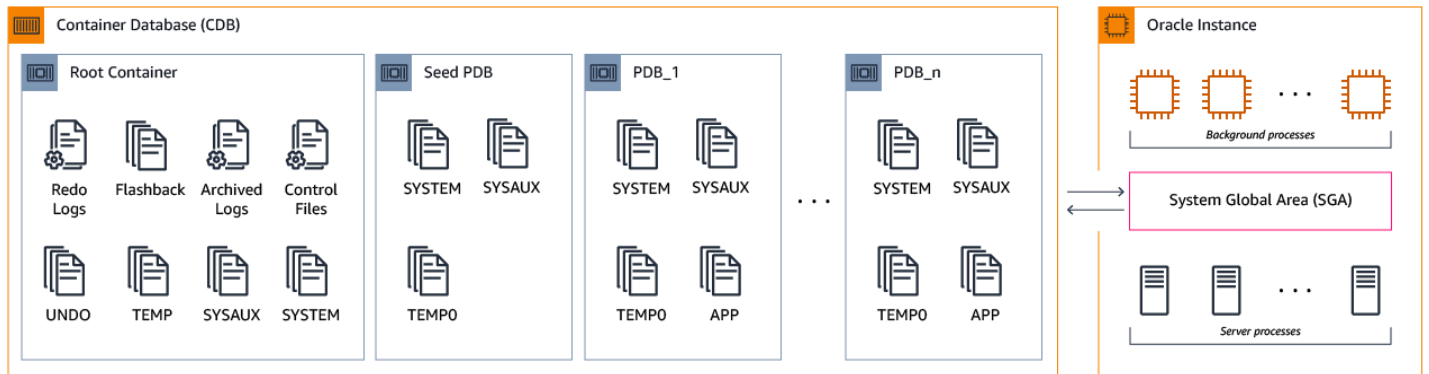 Container Database (CDB)
Root Container
Redo
Logs
Flashback
Archived
Logs
Control
Files
UNDO
TEMP
SYSAUX
SYSTEM
Seed PDB
SYSTEM
SYSAUX
TEMP0
PDB_1
SYSTEM
SYSAUX
TEMP0
APP
...
PDB_n
SYSTEM
SYSAUX
TEMP0
APP
Oracle Instance
...
Background processes
System Global Area (SGA)
...
Server processes